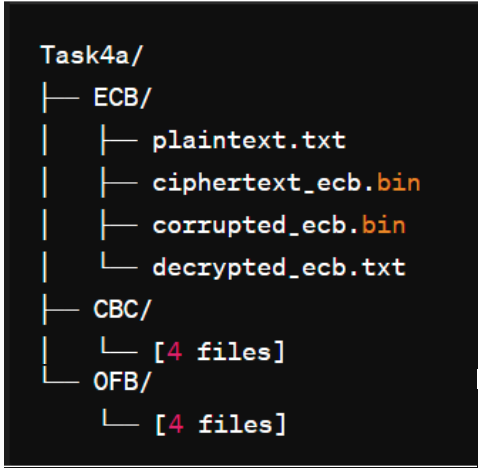 Task4a/
├── ECB/
│   ├── plaintext.txt
│   ├── ciphertext_ecb.bin
│   ├── corrupted_ecb.bin
│   └── decrypted_ecb.txt
├── CBC/
│   └── [4 files]
└── OFB/
    └── [4 files]